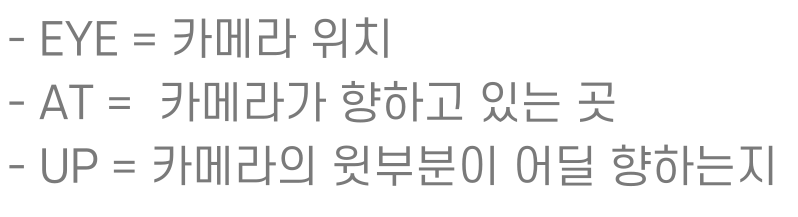 - EYE = 카메라 위치
- AT =  카메라가 향하고 있는 곳
- UP = 카메라의 윗부분이 어딜 향하는지